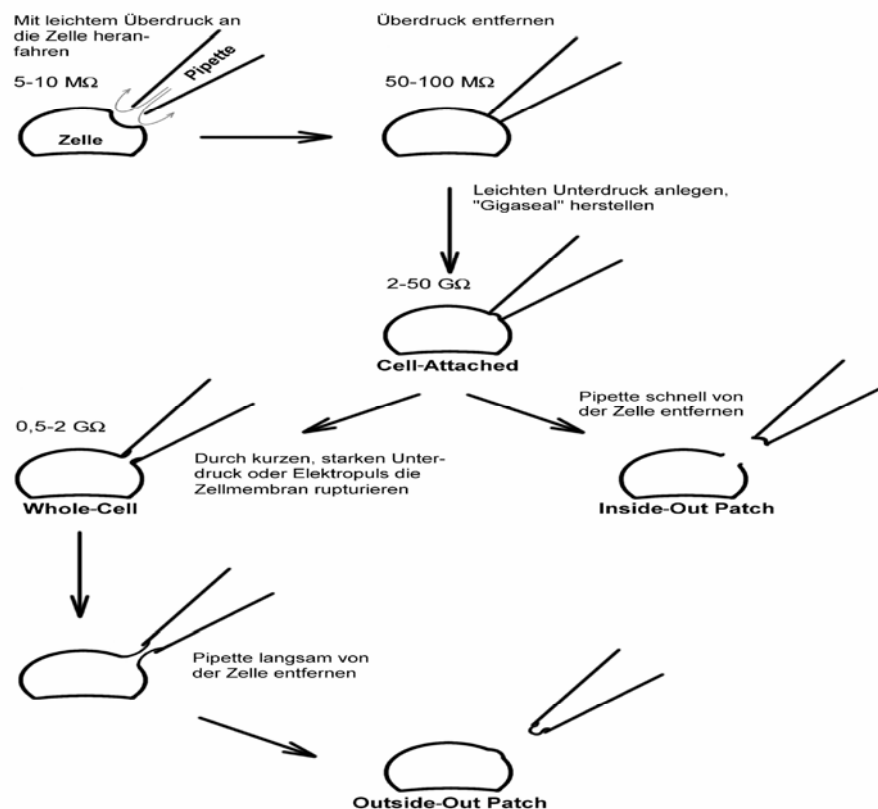 Mit leichtem Überdruck an
die Zelle heran-
fahren
5-10 MΩ
Pipette
Zelle
Überdruck entfernen
50-100 MΩ
Leichten Unterdruck anlegen,
"Gigaseal" herstellen
2-50 GΩ
Cell-Attached
Pipette schnell von
der Zelle entfernen
0,5-2 GΩ
Durch kurzen, starken Unter-
druck oder Elektropuls die
Zellmembran rupturieren
Whole-Cell
Inside-Out Patch
Pipette langsam von
der Zelle entfernen
Outside-Out Patch